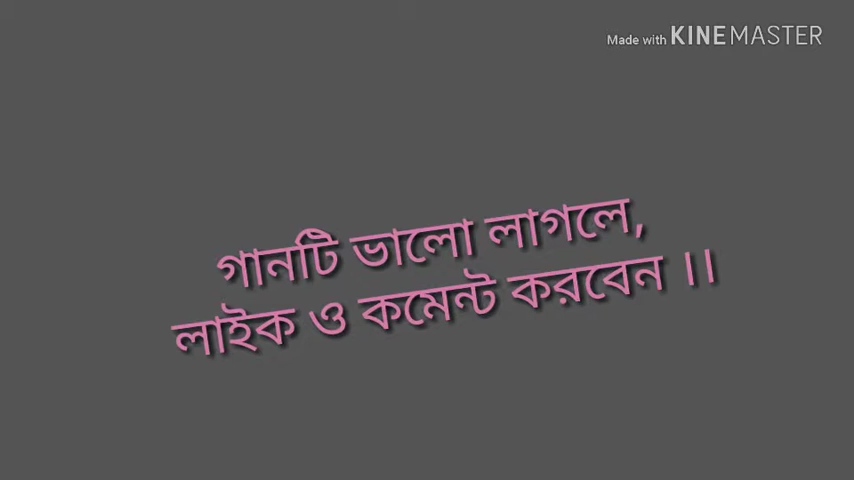 Made with KINEMASTER
গানটি ভালো লাগলে,
লাইক ও কমেন্ট করবেন ।।